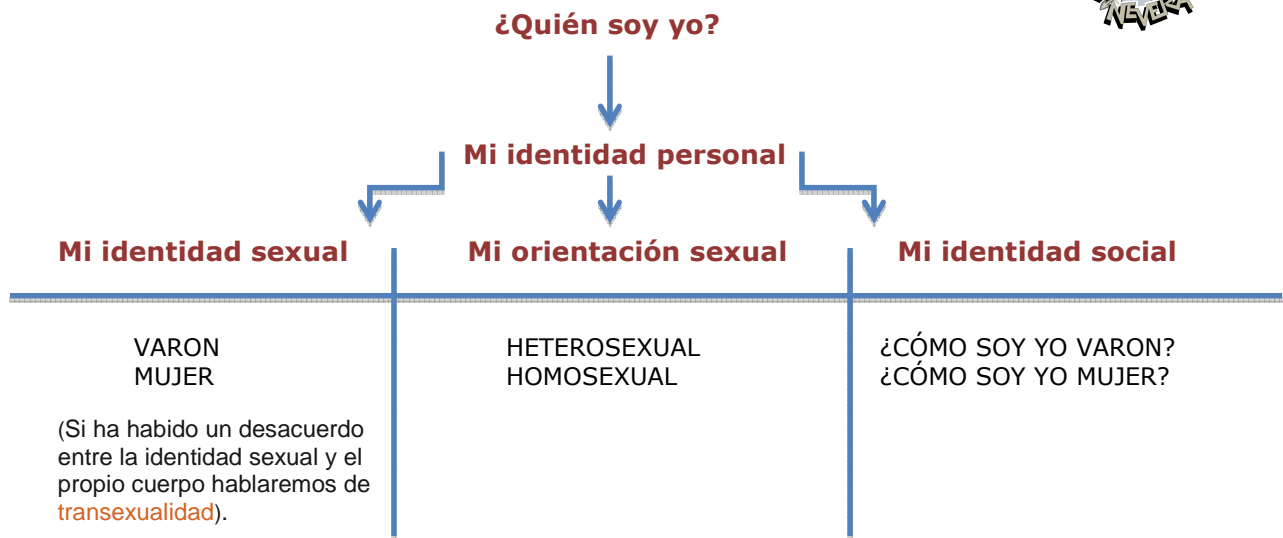 NEVERA
¿Quién soy yo?
Mi identidad personal
Mi identidad sexual
Mi orientación sexual
Mi identidad social
VARON
MUJER
HETEROSEXUAL
HOMOSEXUAL
¿CÓMO SOY YO VARON?
¿CÓMO SOY YO MUJER?
(Si ha habido un desacuerdo
entre la identidad sexual y el
propio cuerpo hablaremos de
transexualidad).